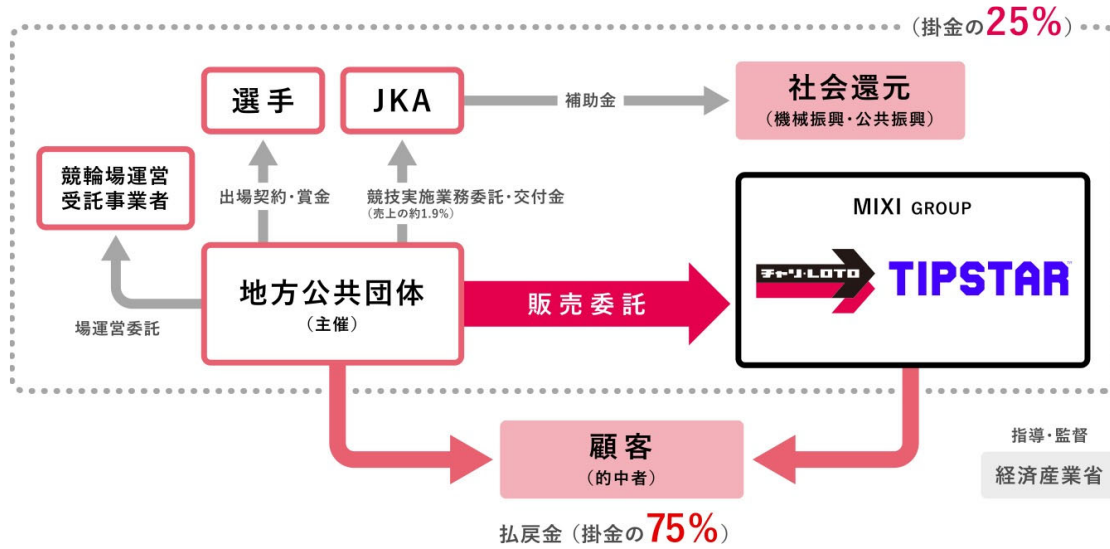 (掛金の25%)
選手
JKA
補助金
社会還元
(機械振興・公共振興)
競輪場運営
受託事業者
出場契約・賞金
競技実施業務委託・交付金
(売上の約1.9%)
MIXI GROUP
チャリ・LOTO
TIPSTAR™
地方公共団体
(主催)
販売委託
場運営委託
顧客
(的中者)
指導・監督
経済産業省
払戻金(掛金の75%)